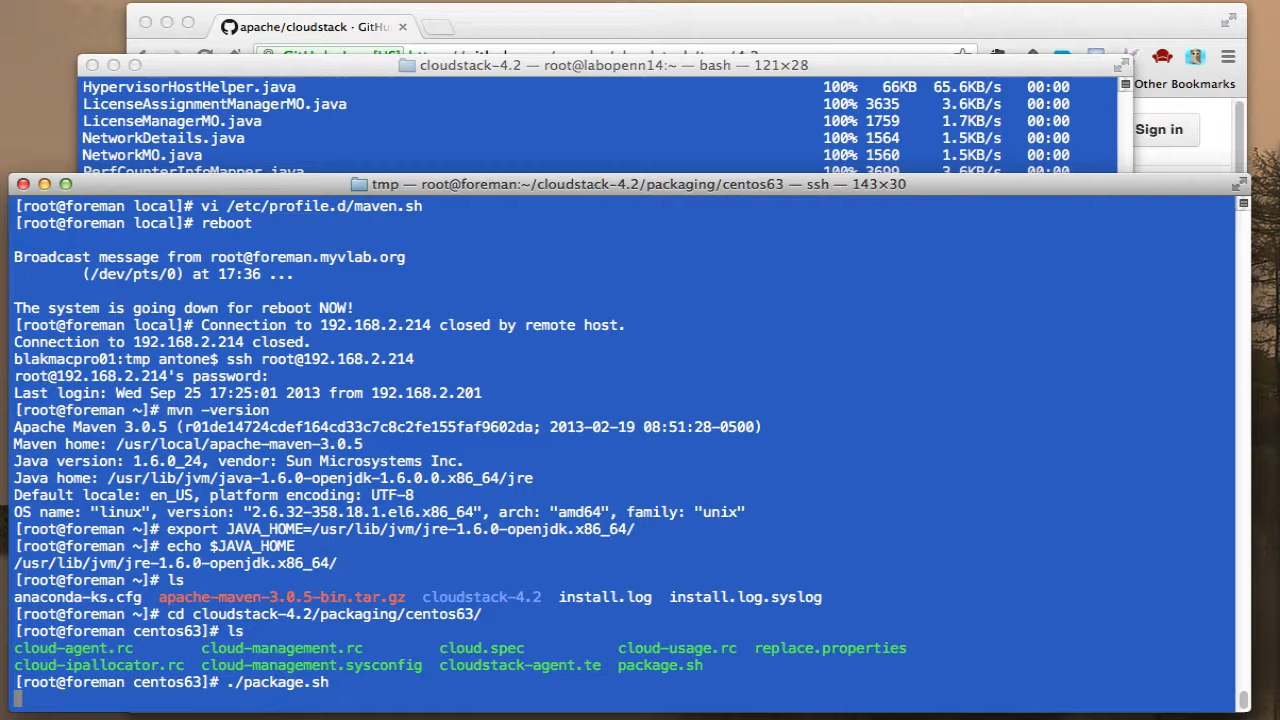 apache/cloudstack · GitHu
cloudstack-4.2 — root@labopenn14:~ — bash — 121×28
Other Bookmarks
Sign in
HypervisorHostHelper.java 100% 66KB 65.6KB/s 00:00
LicenseAssignmentManagerMO.java 100% 3635 3.6KB/s 00:00
LicenseManagerMO.java 100% 1759 1.7KB/s 00:00
NetworkDetails.java 100% 1564 1.5KB/s 00:00
NetworkMO.java 100% 1560 1.5KB/s 00:00
PerfCounterInfoMapper.java 100% 3699 3.6KB/s 00:00
tmp — root@foreman:~/cloudstack-4.2/packaging/centos63 — ssh — 143×30
[root@foreman local]# vi /etc/profile.d/maven.sh
[root@foreman local]# reboot
Broadcast message from root@foreman.myvlab.org
(/dev/pts/0) at 17:36 ...
The system is going down for reboot NOW!
[root@foreman local]# Connection to 192.168.2.214 closed by remote host.
Connection to 192.168.2.214 closed.
blakmacpro01:tmp antone$ ssh root@192.168.2.214
root@192.168.2.214's password:
Last login: Wed Sep 25 17:25:01 2013 from 192.168.2.201
[root@foreman ~]# mvn -version
Apache Maven 3.0.5 (r01de14724cdef164cd33c7c8c2fe155faf9602da; 2013-02-19 08:51:28-0500)
Maven home: /usr/local/apache-maven-3.0.5
Java version: 1.6.0_24, vendor: Sun Microsystems Inc.
Java home: /usr/lib/jvm/java-1.6.0-openjdk-1.6.0.0.x86_64/jre
Default locale: en_US, platform encoding: UTF-8
OS name: "linux", version: "2.6.32-358.18.1.el6.x86_64", arch: "amd64", family: "unix"
[root@foreman ~]# export JAVA_HOME=/usr/lib/jvm/jre-1.6.0-openjdk.x86_64/
[root@foreman ~]# echo $JAVA_HOME
/usr/lib/jvm/jre-1.6.0-openjdk.x86_64/
[root@foreman ~]# ls
anaconda-ks.cfg apache-maven-3.0.5-bin.tar.gz cloudstack-4.2 install.log install.log.syslog
[root@foreman ~]# cd cloudstack-4.2/packaging/centos63/
[root@foreman centos63]# ls
cloud-agent.rc cloud-management.rc cloud.spec cloud-usage.rc replace.properties
cloud-ipallocator.rc cloud-management.sysconfig cloudstack-agent.te package.sh
[root@foreman centos63]# ./package.sh